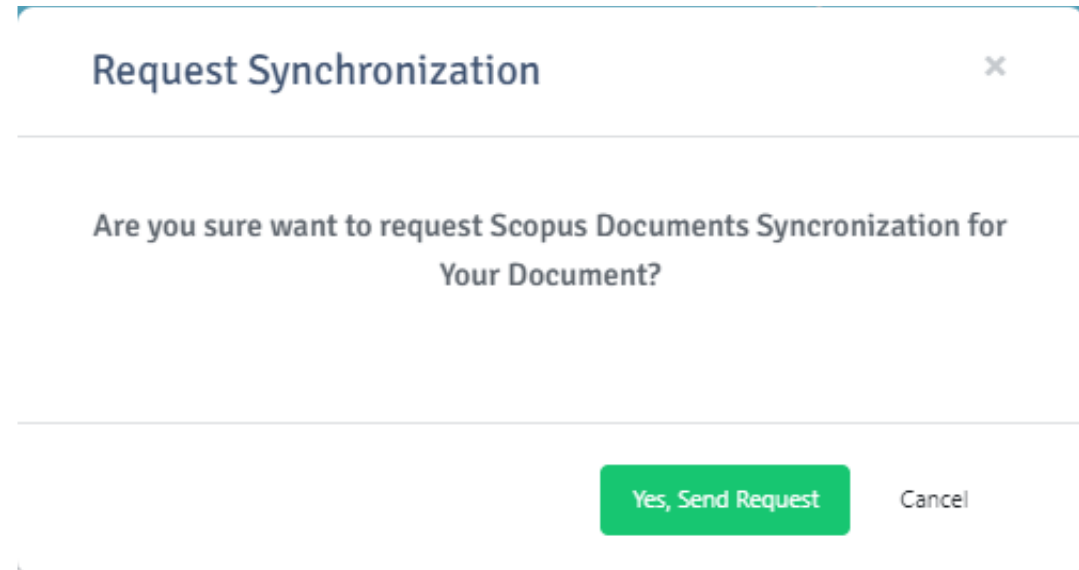 Request Synchronization
×
Are you sure want to request Scopus Documents Syncronization for
Your Document?
Yes, Send Request
Cancel